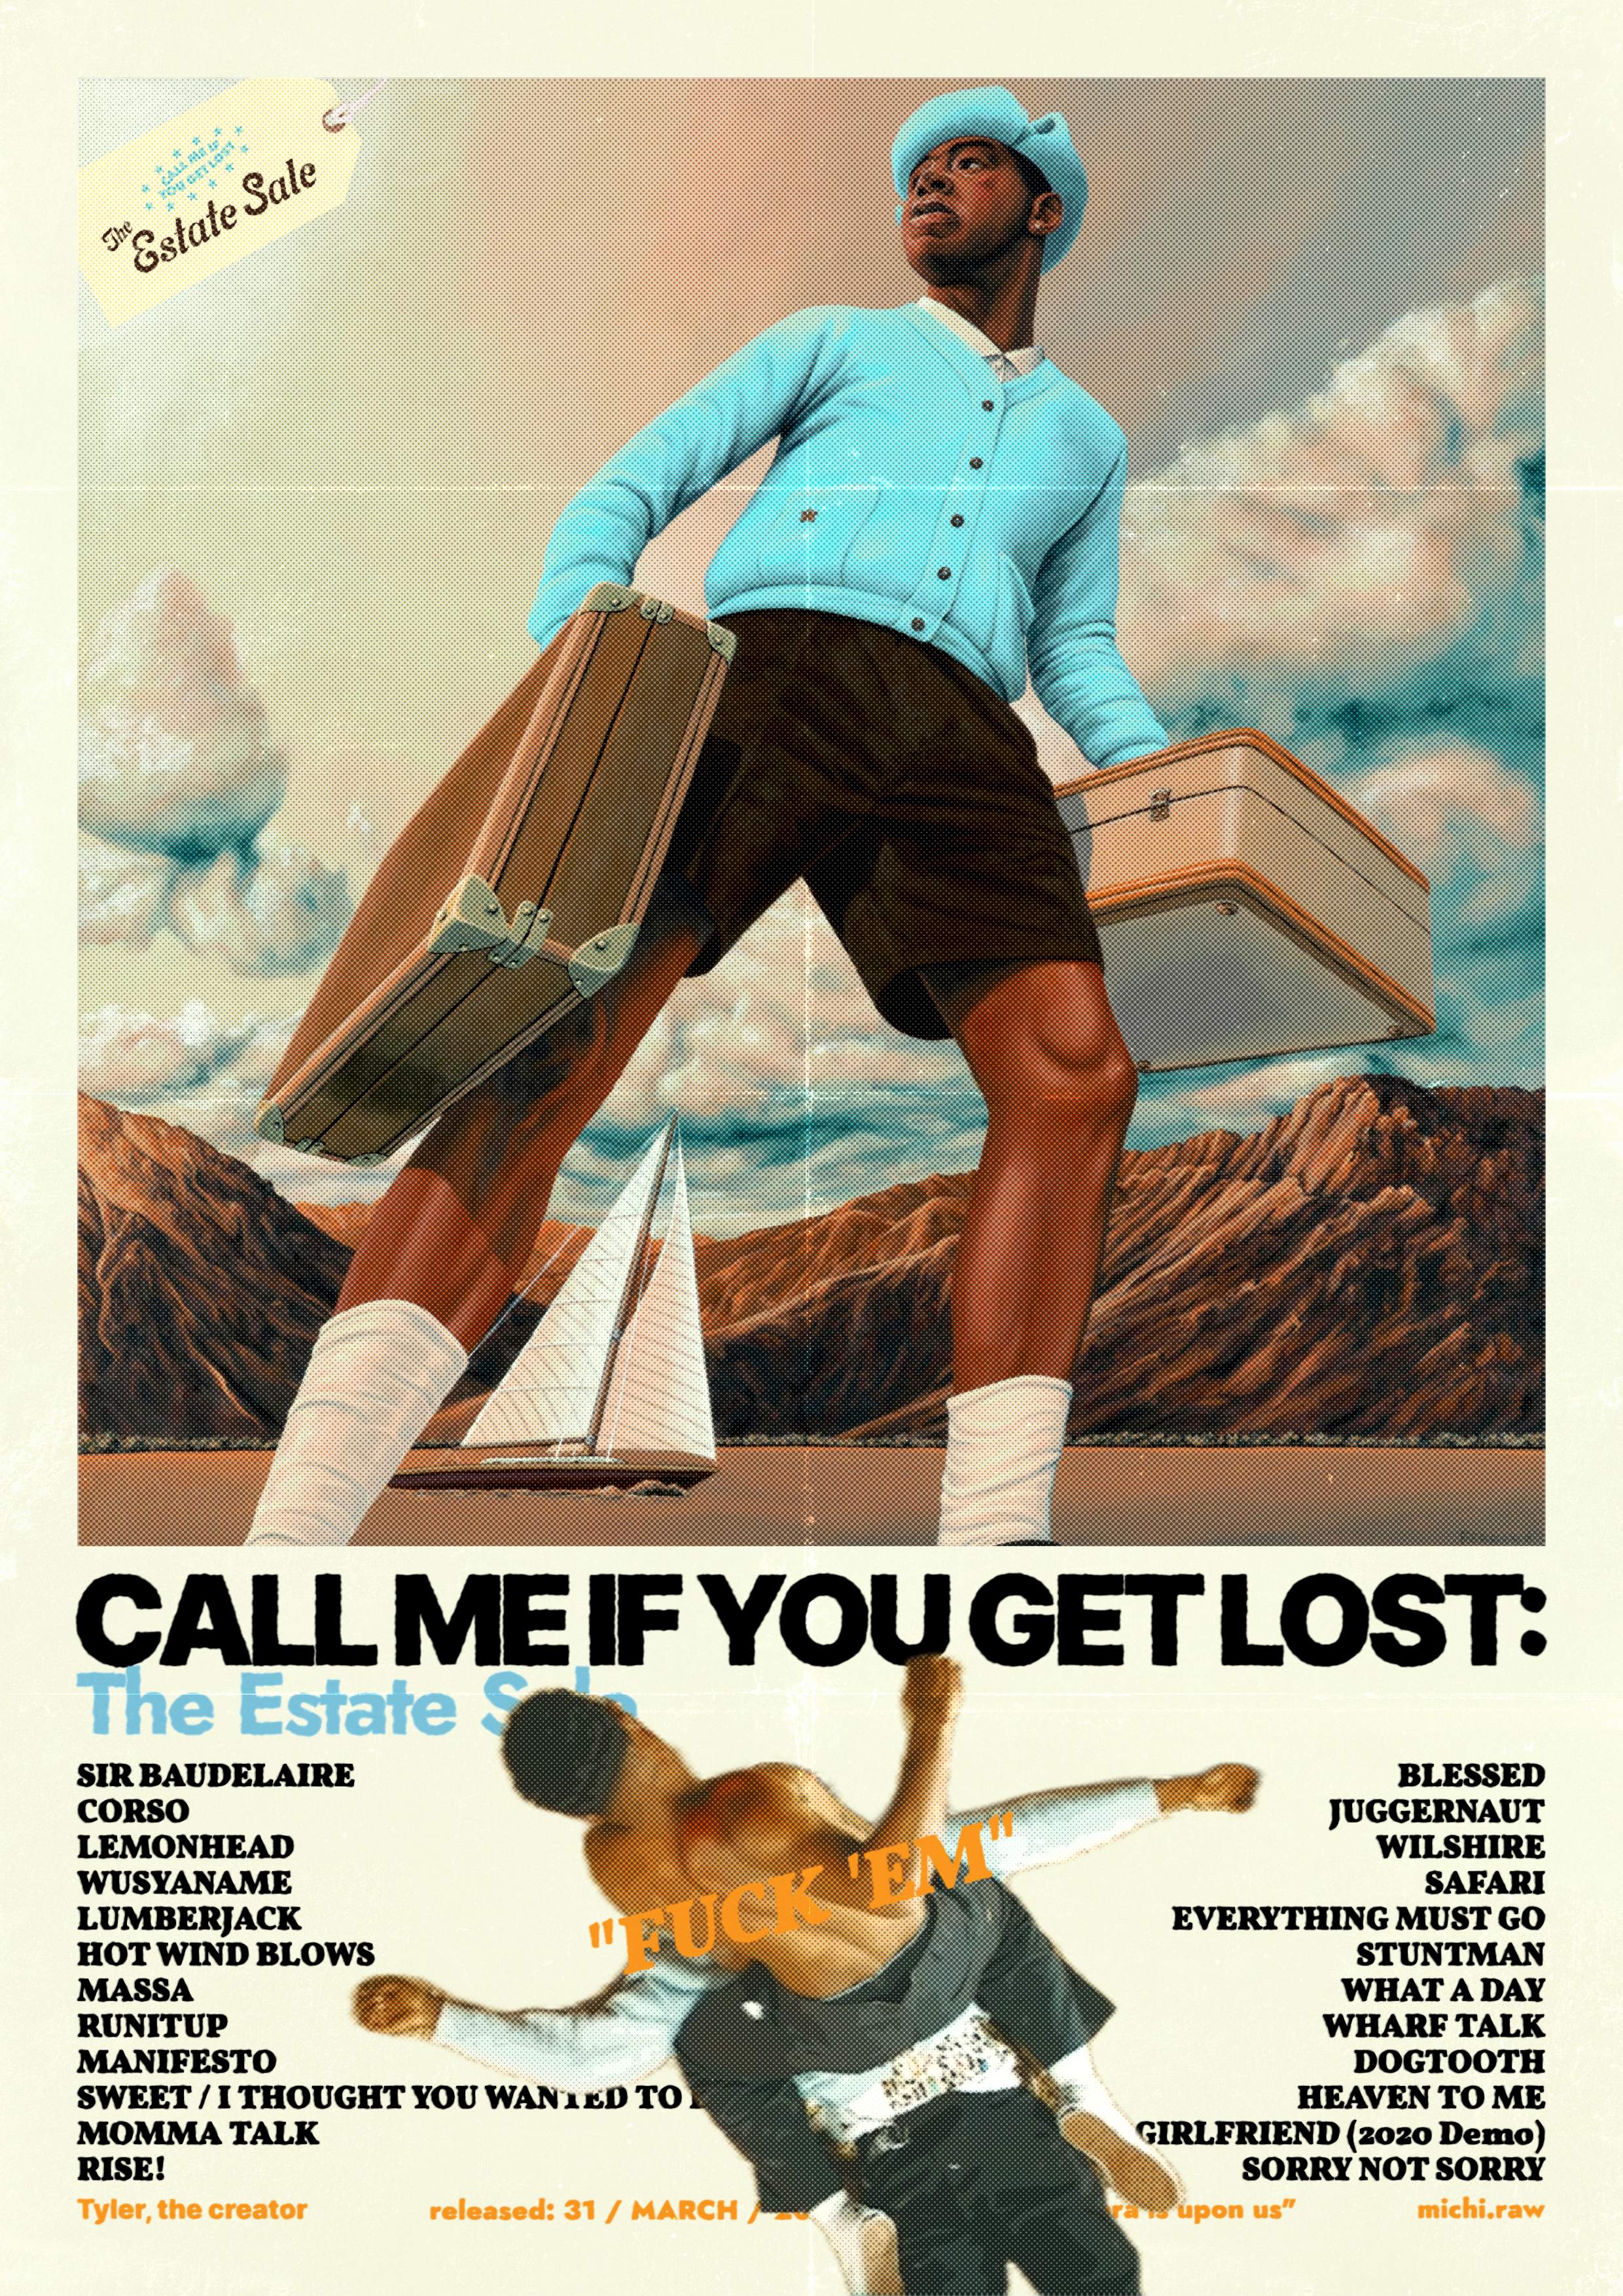 CALL ME IF
YOU GET LOST
The
Estate Sale
CALL ME IF YOU GET LOST:
The Estate Sale
SIR BAUDELAIRE
CORSO
LEMONHEAD
WUSYANAME
LUMBERJACK
HOT WIND BLOWS
MASSA
RUNITUP
MANIFESTO
SWEET / I THOUGHT YOU WANTED TO
MOMMA TALK
RISE!
"FUCK 'EM"
BLESSED
JUGGERNAUT
WILSHIRE
SAFARI
EVERYTHING MUST GO
STUNTMAN
WHAT A DAY
WHARF TALK
DOGTOOTH
HEAVEN TO ME
GIRLFRIEND (2020 Demo)
SORRY NOT SORRY
Tyler, the creator
released: 31 / MARCH /
upon us”
michi.raw